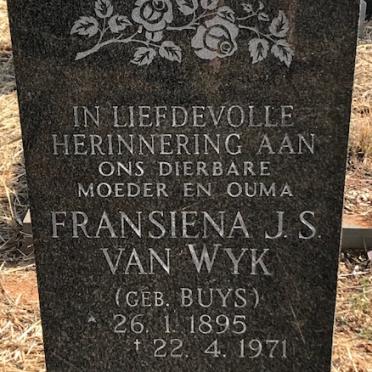 IN LIEFDEVOLLE
HERINNERING AAN
ONS DIERBARE
MOEDER EN OUMA
FRANSIENA J. S.
VAN WYK
(GEB. BUYS)
* 26. 1. 1895
† 22. 4. 1971